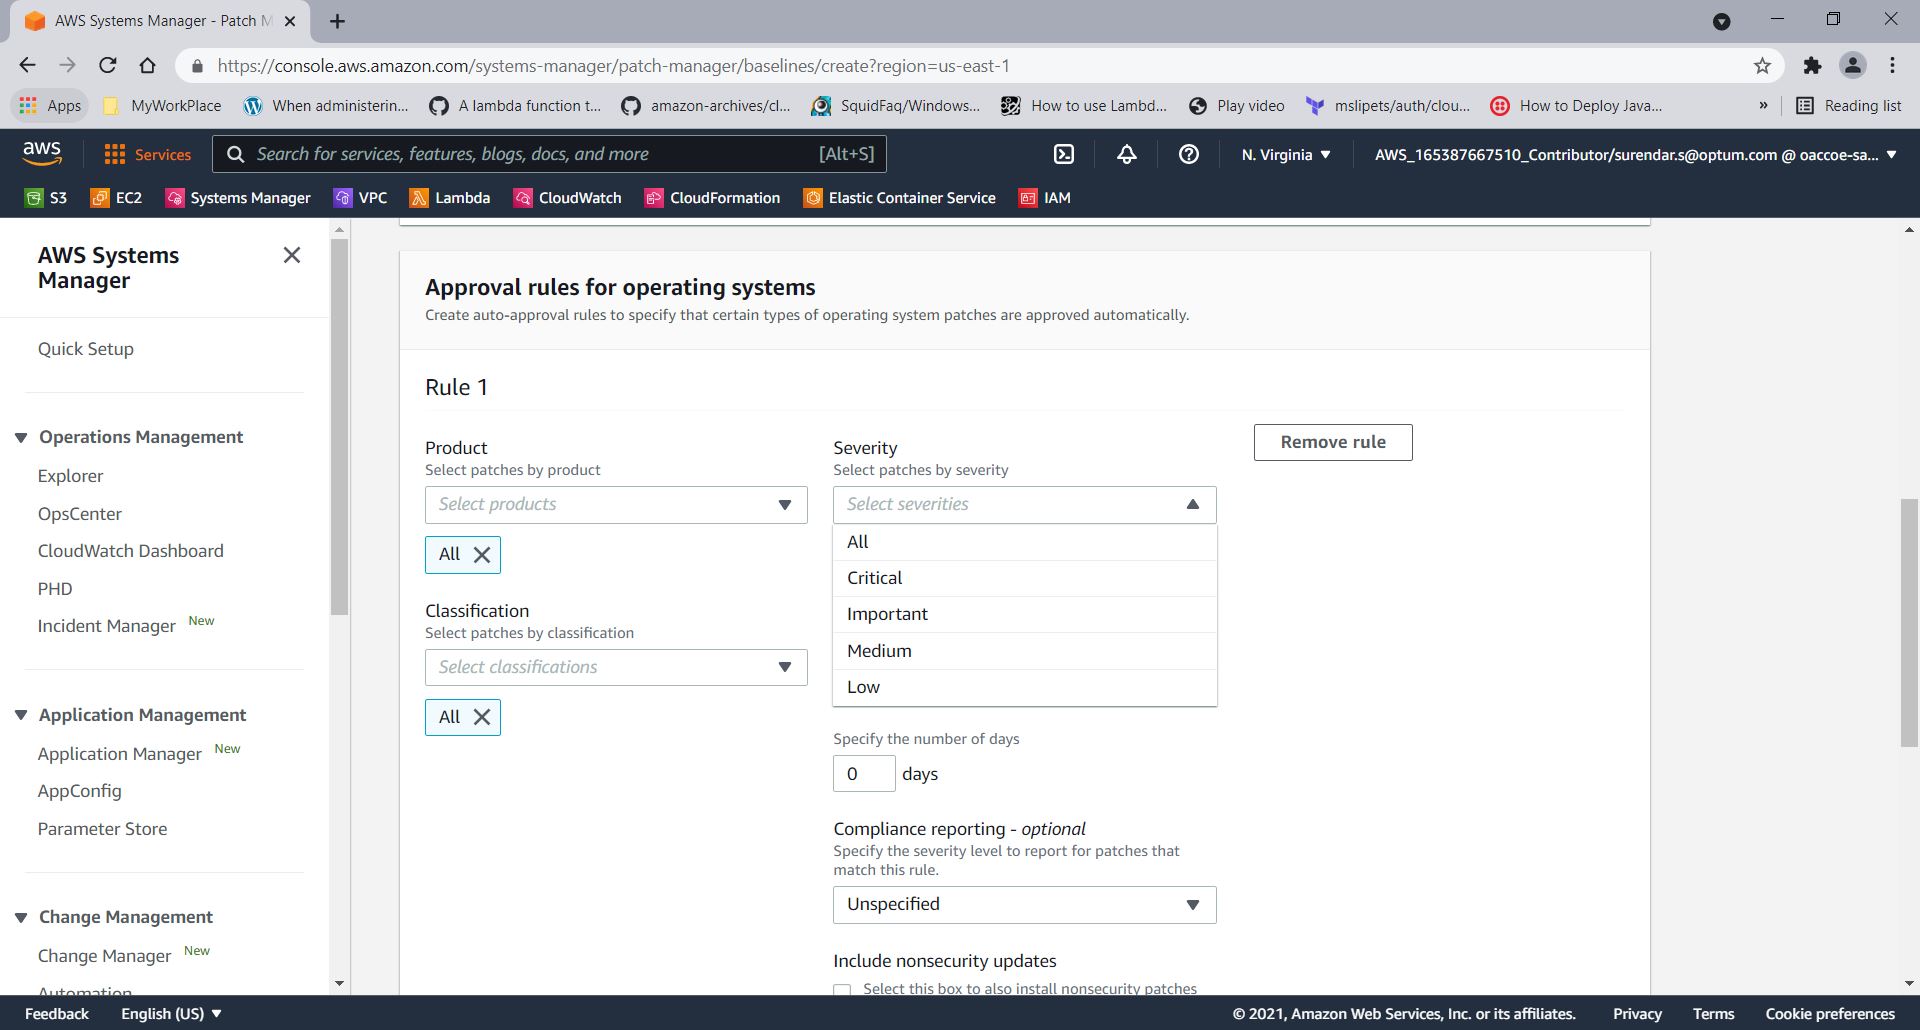 AWS Systems Manager - Patch M
https://console.aws.amazon.com/systems-manager/patch-manager/baselines/create?region=us-east-1
Apps MyWorkPlace When administerin... A lambda function t... amazon-archives/cl... SquidFaq/Windows... How to use Lambd... Play video mslipets/auth/clou... How to Deploy Java... » Reading list
aws Services Search for services, features, blogs, docs, and more [Alt+S] N. Virginia AWS_165387667510_Contributor/surendar.s@optum.com @ oaccoe-sa...
S3 EC2 Systems Manager VPC Lambda CloudWatch CloudFormation Elastic Container Service IAM
AWS Systems
Manager
Quick Setup
Operations Management
Explorer
OpsCenter
CloudWatch Dashboard
PHD
Incident Manager New
Application Management
Application Manager New
AppConfig
Parameter Store
Change Management
Change Manager New
Automation
Approval rules for operating systems
Create auto-approval rules to specify that certain types of operating system patches are approved automatically.
Rule 1
Product
Select patches by product
Select products
All
Classification
Select patches by classification
Select classifications
All
Severity
Select patches by severity
Select severities
All
Critical
Important
Medium
Low
Specify the number of days
0 days
Compliance reporting - optional
Specify the severity level to report for patches that
match this rule.
Unspecified
Include nonsecurity updates
Select this box to also install nonsecurity patches
Remove rule
Feedback English (US) © 2021, Amazon Web Services, Inc. or its affiliates. Privacy Terms Cookie preferences